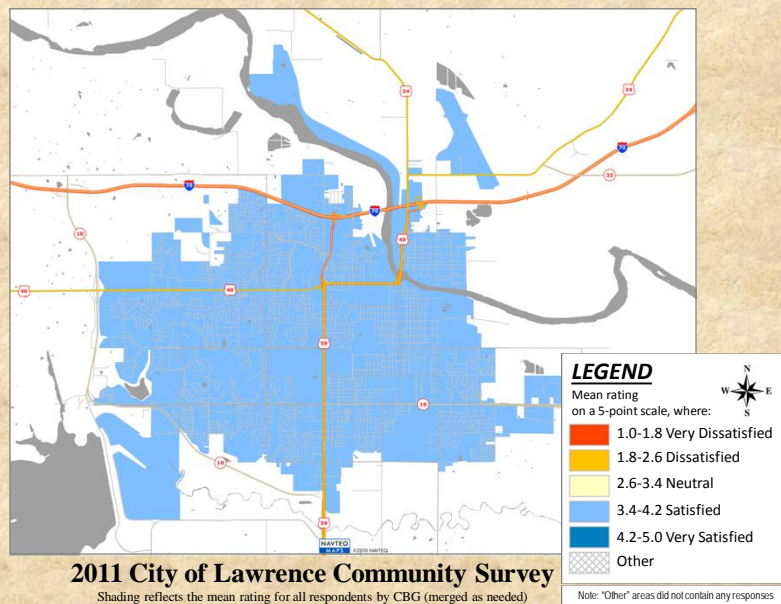 24
24
70
70
32
70
10
40
40
40
59
10
10
59
NAVTEQ
MAPS
©2010 NAVTEQ
LEGEND
Mean rating
on a 5-point scale, where:
N
W E
S
1.0-1.8 Very Dissatisfied
1.8-2.6 Dissatisfied
2.6-3.4 Neutral
3.4-4.2 Satisfied
4.2-5.0 Very Satisfied
Other
2011 City of Lawrence Community Survey
Shading reflects the mean rating for all respondents by CBG (merged as needed)
Note: "Other" areas did not contain any responses